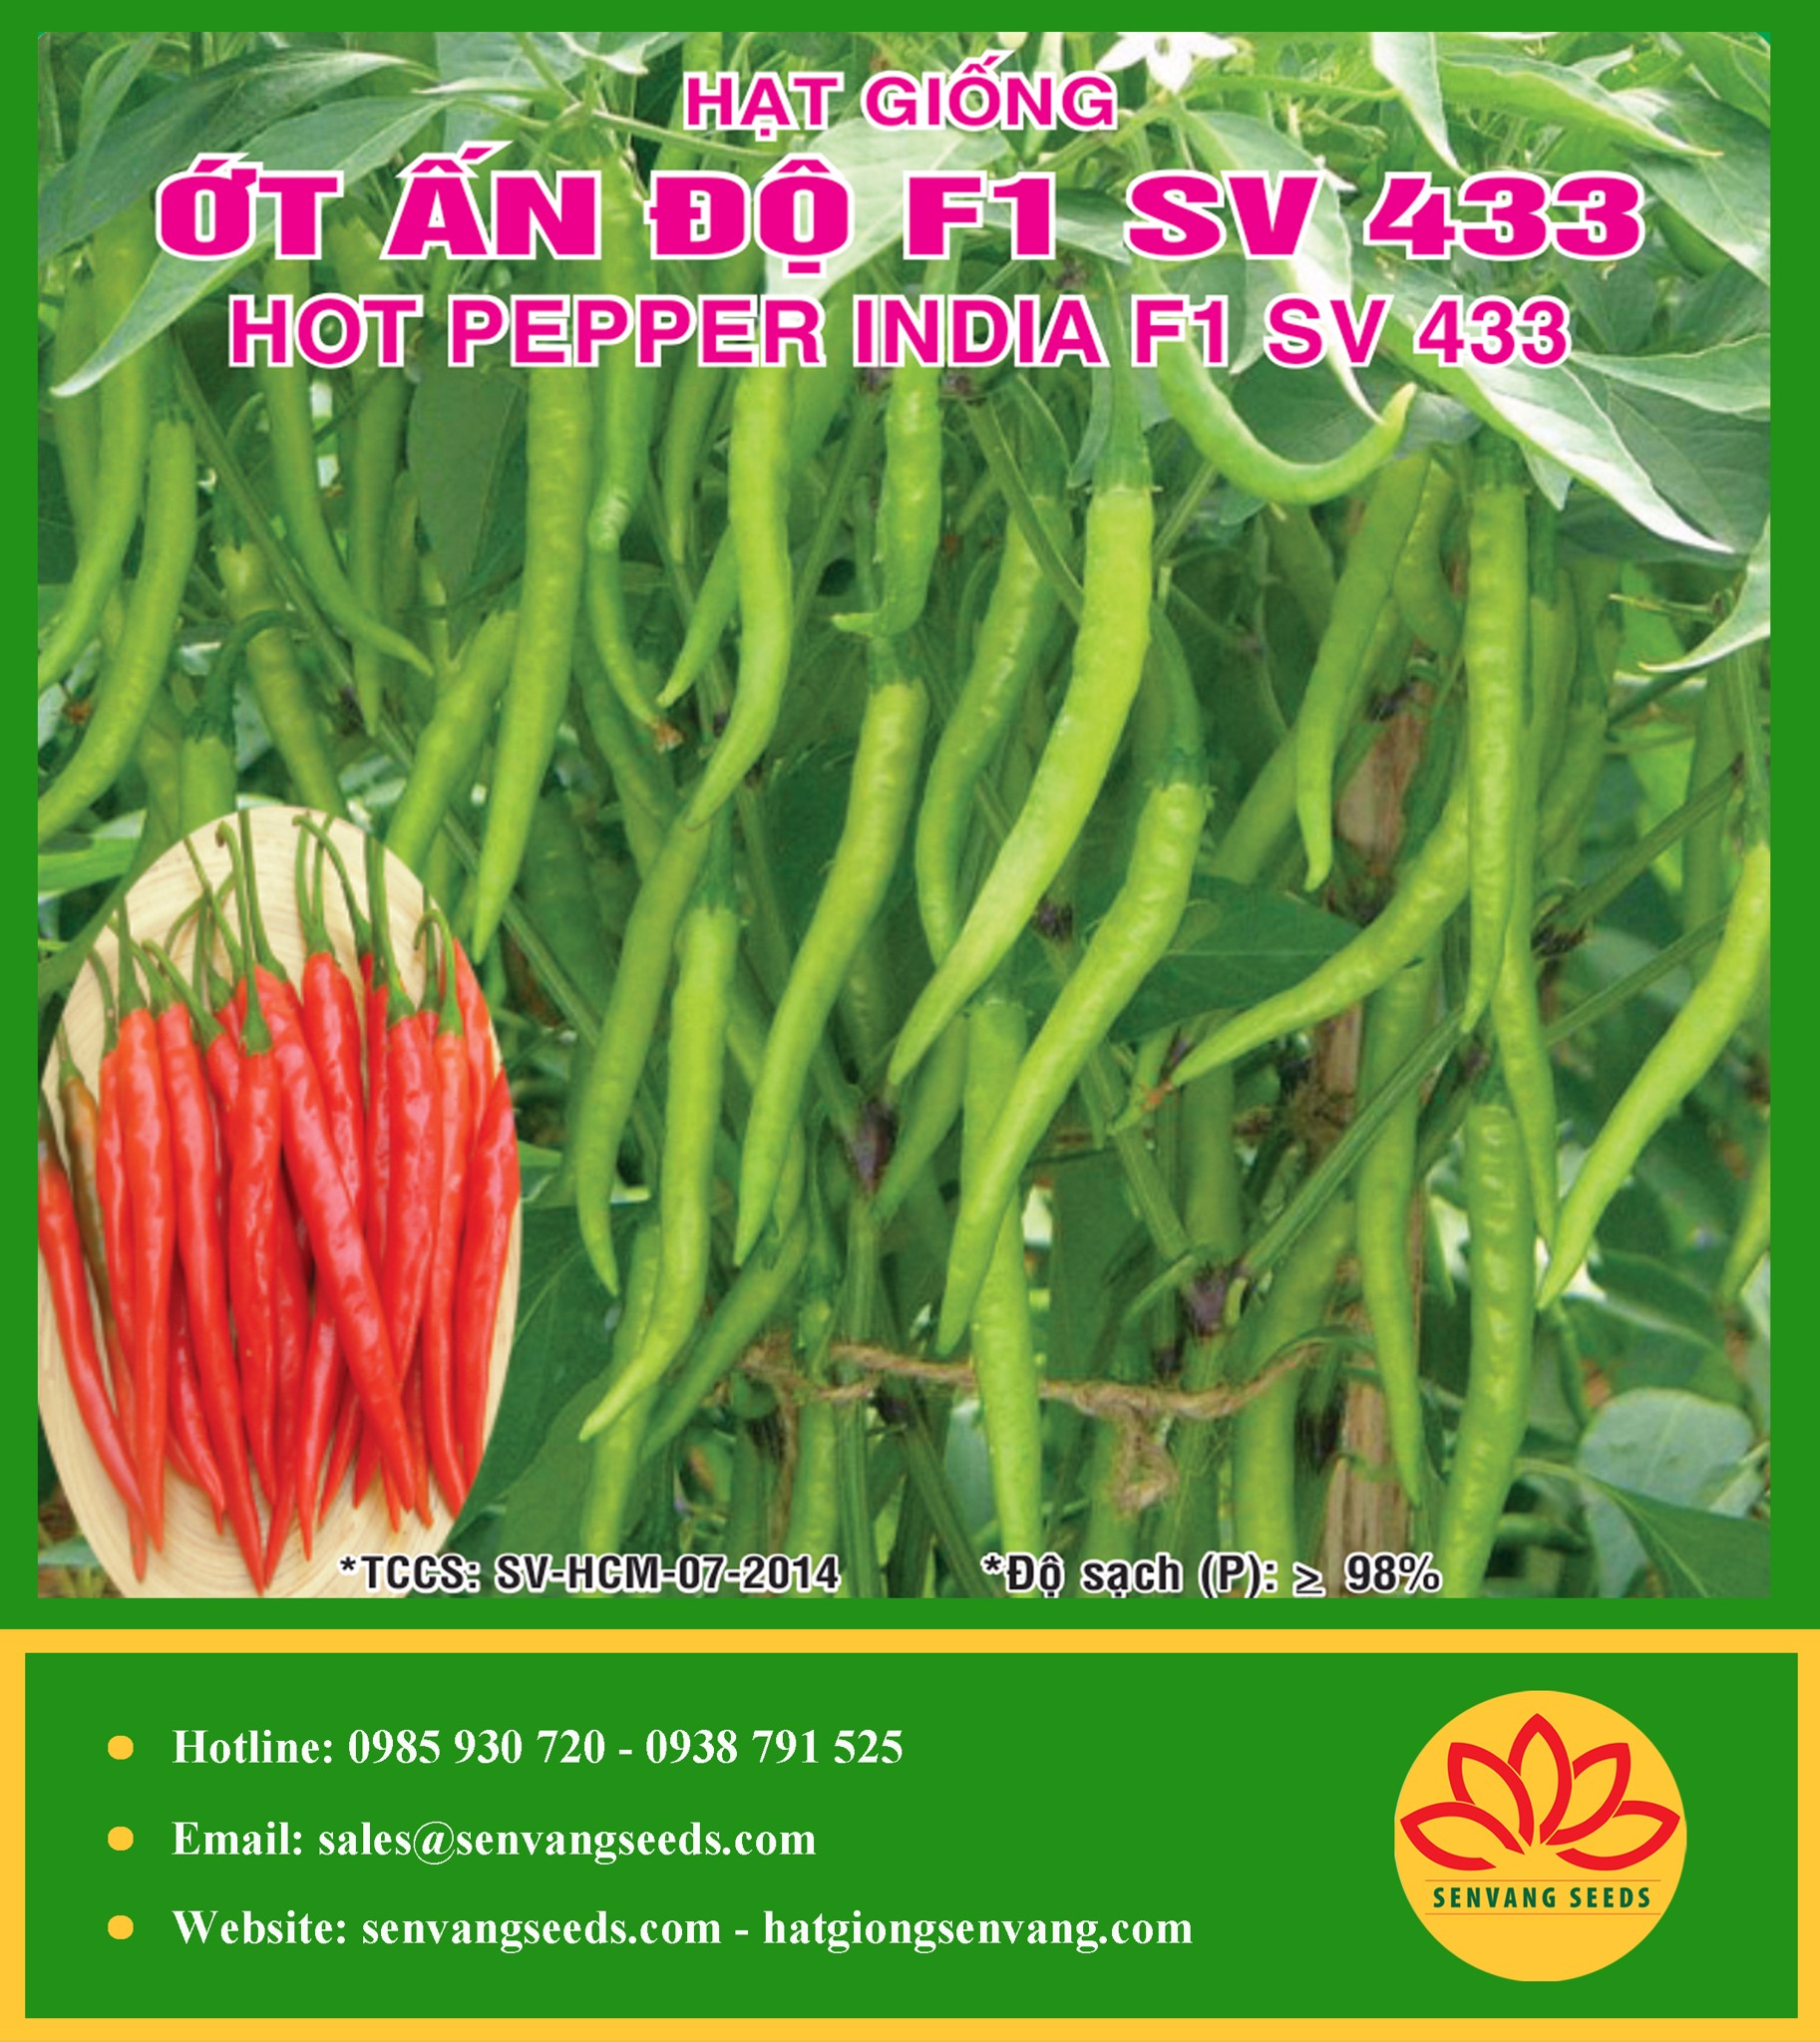 HẠT GIỐNG
ỚT ẤN ĐỘ F1 SV 433
HOT PEPPER INDIA F1 SV 433
*TCCS: SV-HCM-07-2014 *Độ sạch (P): ≥ 98%
Hotline: 0985 930 720 - 0938 791 525
Email: sales@senvangseeds.com
Website: senvangseeds.com - hatgiongsenvang.com
SENVANG SEEDS